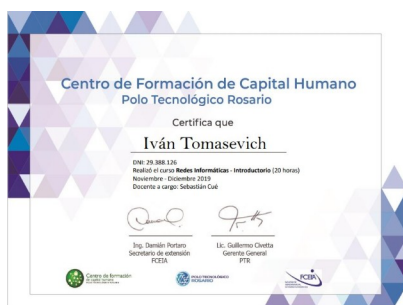 Centro de Formación de Capital Humano
Polo Tecnológico Rosario
Certifica que
Iván Tomasevich
DNI: 29.388.126
Realizó el curso Redes Informáticas - Introductorio (20 horas)
Noviembre - Diciembre 2019
Docente a cargo: Sebastián Cué
Ing. Damián Portaro
Secretario de extensión
FCEIA
Lic. Guillermo Civetta
Gerente General
PTR
Centro de formación
POLO TECNOLÓGICO
ROSARIO
FCEIA